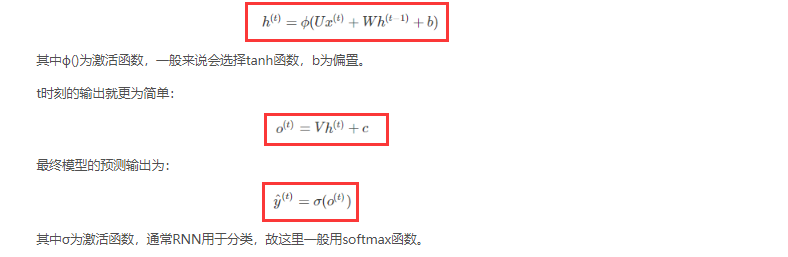 h^{(t)} = ϕ(Ux^{(t)} + Wh^{(t-1)} + b)
其中ϕ()为激活函数，一般来说会选择tanh函数，b为偏置。
t时刻的输出就更为简单：
o^{(t)} = Vh^{(t)} + c
最终模型的预测输出为：
ŷ^{(t)} = σ(o^{(t)})
其中σ为激活函数，通常RNN用于分类，故这里一般用softmax函数。